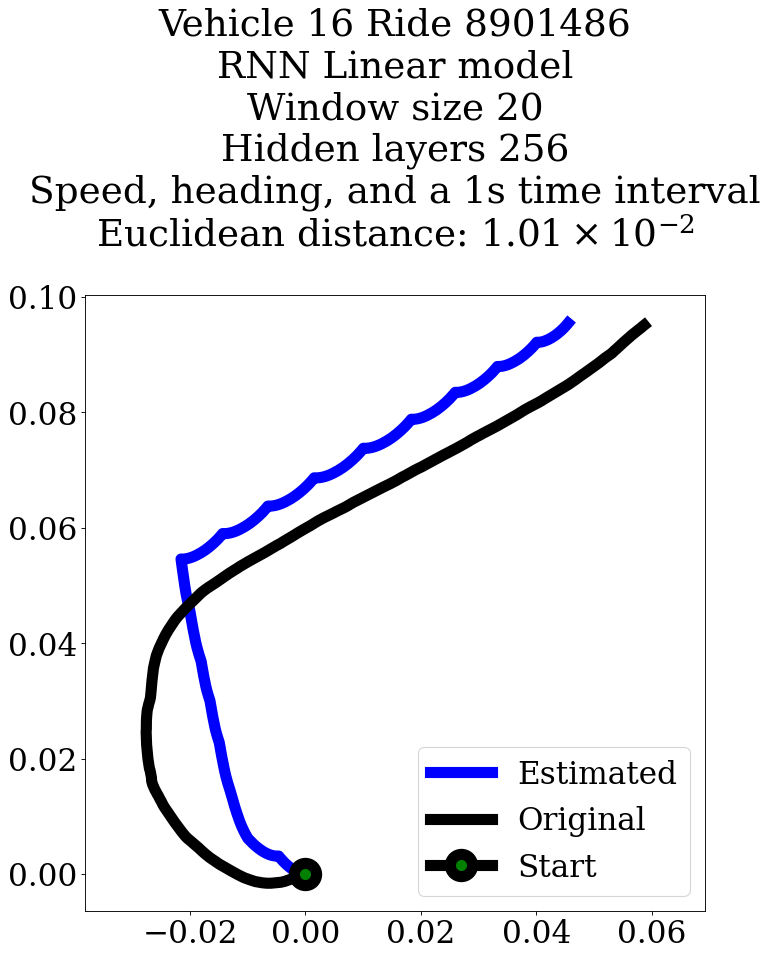 Vehicle 16 Ride 8901486
RNN Linear model
Window size 20
Hidden layers 256
Speed, heading, and a 1s time interval
Euclidean distance: 1.01 × 10⁻²
0.10
0.08
0.06
0.04
0.02
0.00
Estimated
Original
Start
−0.02 0.00 0.02 0.04 0.06